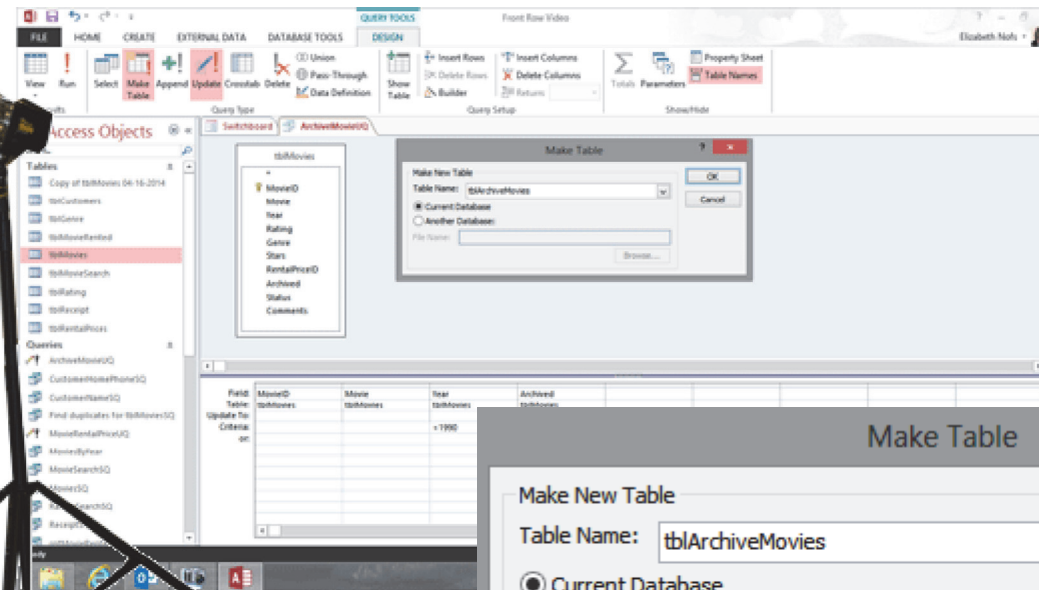 QUERY TOOLS
Front Row Video
FILE HOME CREATE EXTERNAL DATA DATABASE TOOLS DESIGN
Elizabeth Nofs
View Run Select Make Table Append Update Crosstab Delete
Union
Pass-Through
Data Definition
Show Table
Insert Rows
Delete Rows
Builder
Insert Columns
Delete Columns
Return:
Totals Parameters
Property Sheet
Table Names
Query Type
Query Setup
Show/Hide
Access Objects
Switchboard ArchiveMovieUQ
Tables
Copy of tblMovies 04-16-2014
tblCustomers
tblGenre
tblMovieRented
tblMovies
tblMovieSearch
tblRating
tblReceipt
tblRentalPrices
Queries
ArchiveMovieUQ
CustomerHomePhoneSQ
CustomerNameSQ
Find duplicates for tblMoviesSQ
MovieRentalPriceUQ
MoviesByYear
MovieSearchSQ
MoviesSQ
tblMovies
*
MovieID
Movie
Year
Rating
Genre
Stars
RentalPriceID
Archived
Status
Comments
Make Table
? ×
Make New Table
Table Name: tblArchiveMovies
Current Database
Another Database:
File Name:
Browse...
OK
Cancel
Field: MovieID Movie Year Archived
Table: tblMovies tblMovies tblMovies tblMovies
Update To:
Criteria: <1990
or:
Make Table
Make New Table
Table Name: tblArchiveMovies
Current Database